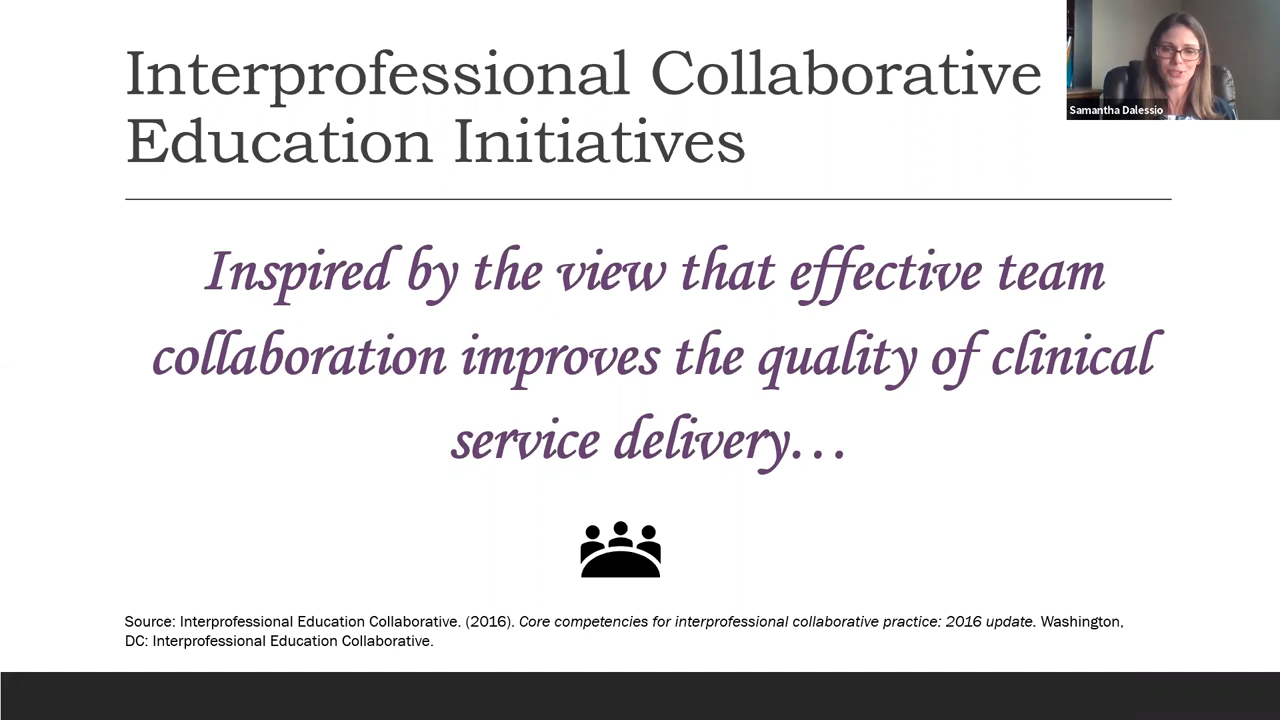 Interprofessional Collaborative
Education Initiatives
Samantha Dalessio
Inspired by the view that effective team
collaboration improves the quality of clinical
service delivery…
Source: Interprofessional Education Collaborative. (2016). Core competencies for interprofessional collaborative practice: 2016 update. Washington,
DC: Interprofessional Education Collaborative.